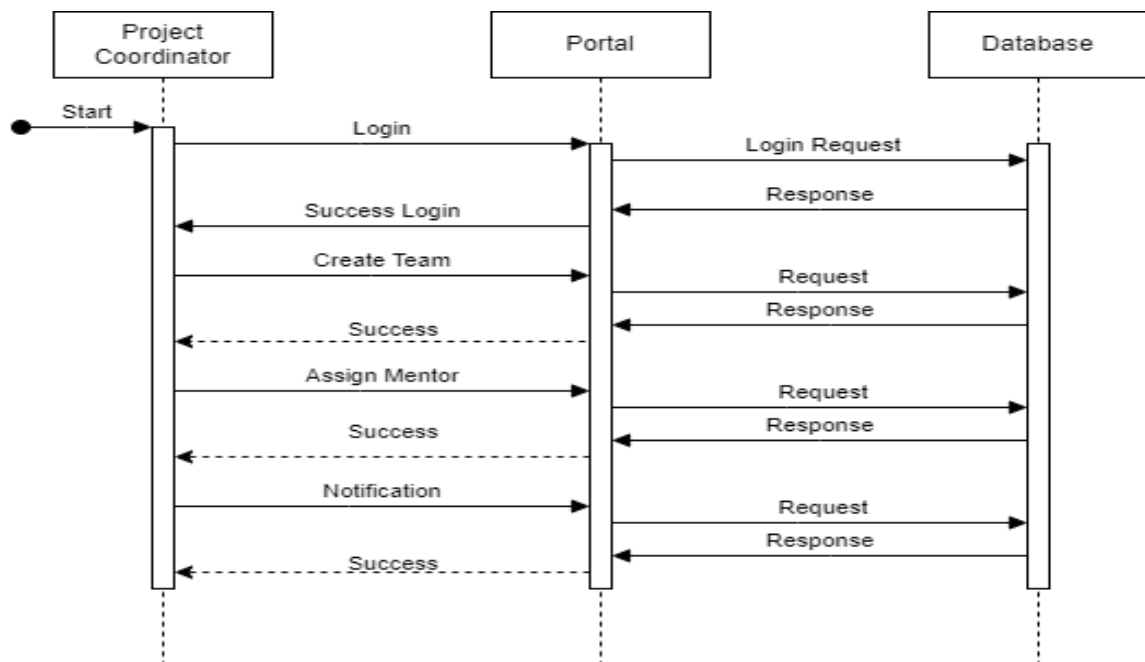 Project
Coordinator
Portal
Database
Start
Login
Login Request
Response
Success Login
Create Team
Request
Response
Success
Assign Mentor
Request
Response
Success
Notification
Request
Response
Success